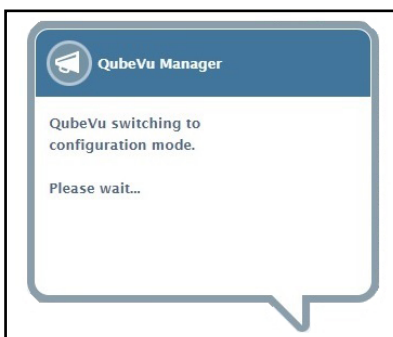 QubeVu Manager
QubeVu switching to
configuration mode.
Please wait...